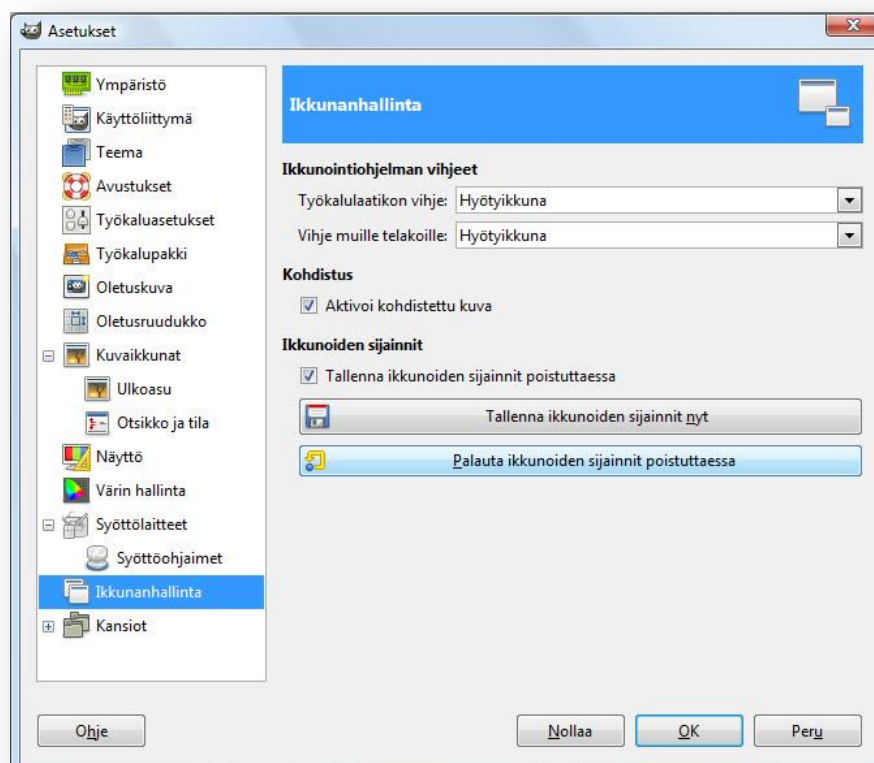 Asetukset
Ympäristö
Käyttöliittymä
Teema
Avustukset
Työkaluasetukset
Työkalupakki
Oletuskuva
Oletusruudukko
Kuvaikkunat
Ulkoasu
Otsikko ja tila
Näyttö
Värin hallinta
Syöttölaitteet
Syöttöohjaimet
Ikkunanhallinta
Kansiot
Ikkunanhallinta
Ikkunointiohjelman vihjeet
Työkalulaatikon vihje: Hyötyikkuna
Vihje muille telakoille: Hyötyikkuna
Kohdistus
Aktivoi kohdistettu kuva
Ikkunoiden sijainnit
Tallenna ikkunoiden sijainnit poistuttaessa
Tallenna ikkunoiden sijainnit nyt
Palauta ikkunoiden sijainnit poistuttaessa
Ohje Nollaa OK Peru